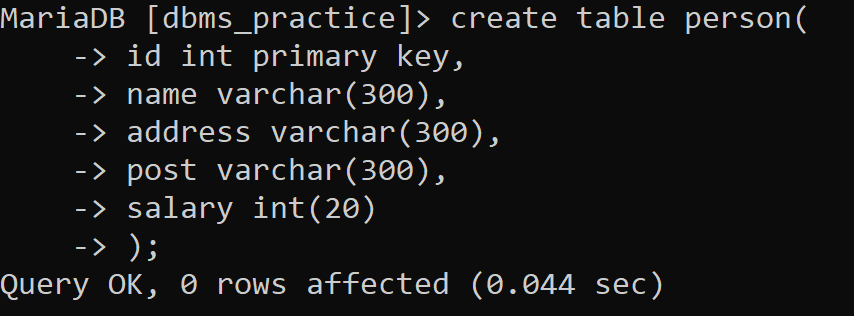 MariaDB [dbms_practice]> create table person(
    -> id int primary key,
    -> name varchar(300),
    -> address varchar(300),
    -> post varchar(300),
    -> salary int(20)
    -> );
Query OK, 0 rows affected (0.044 sec)